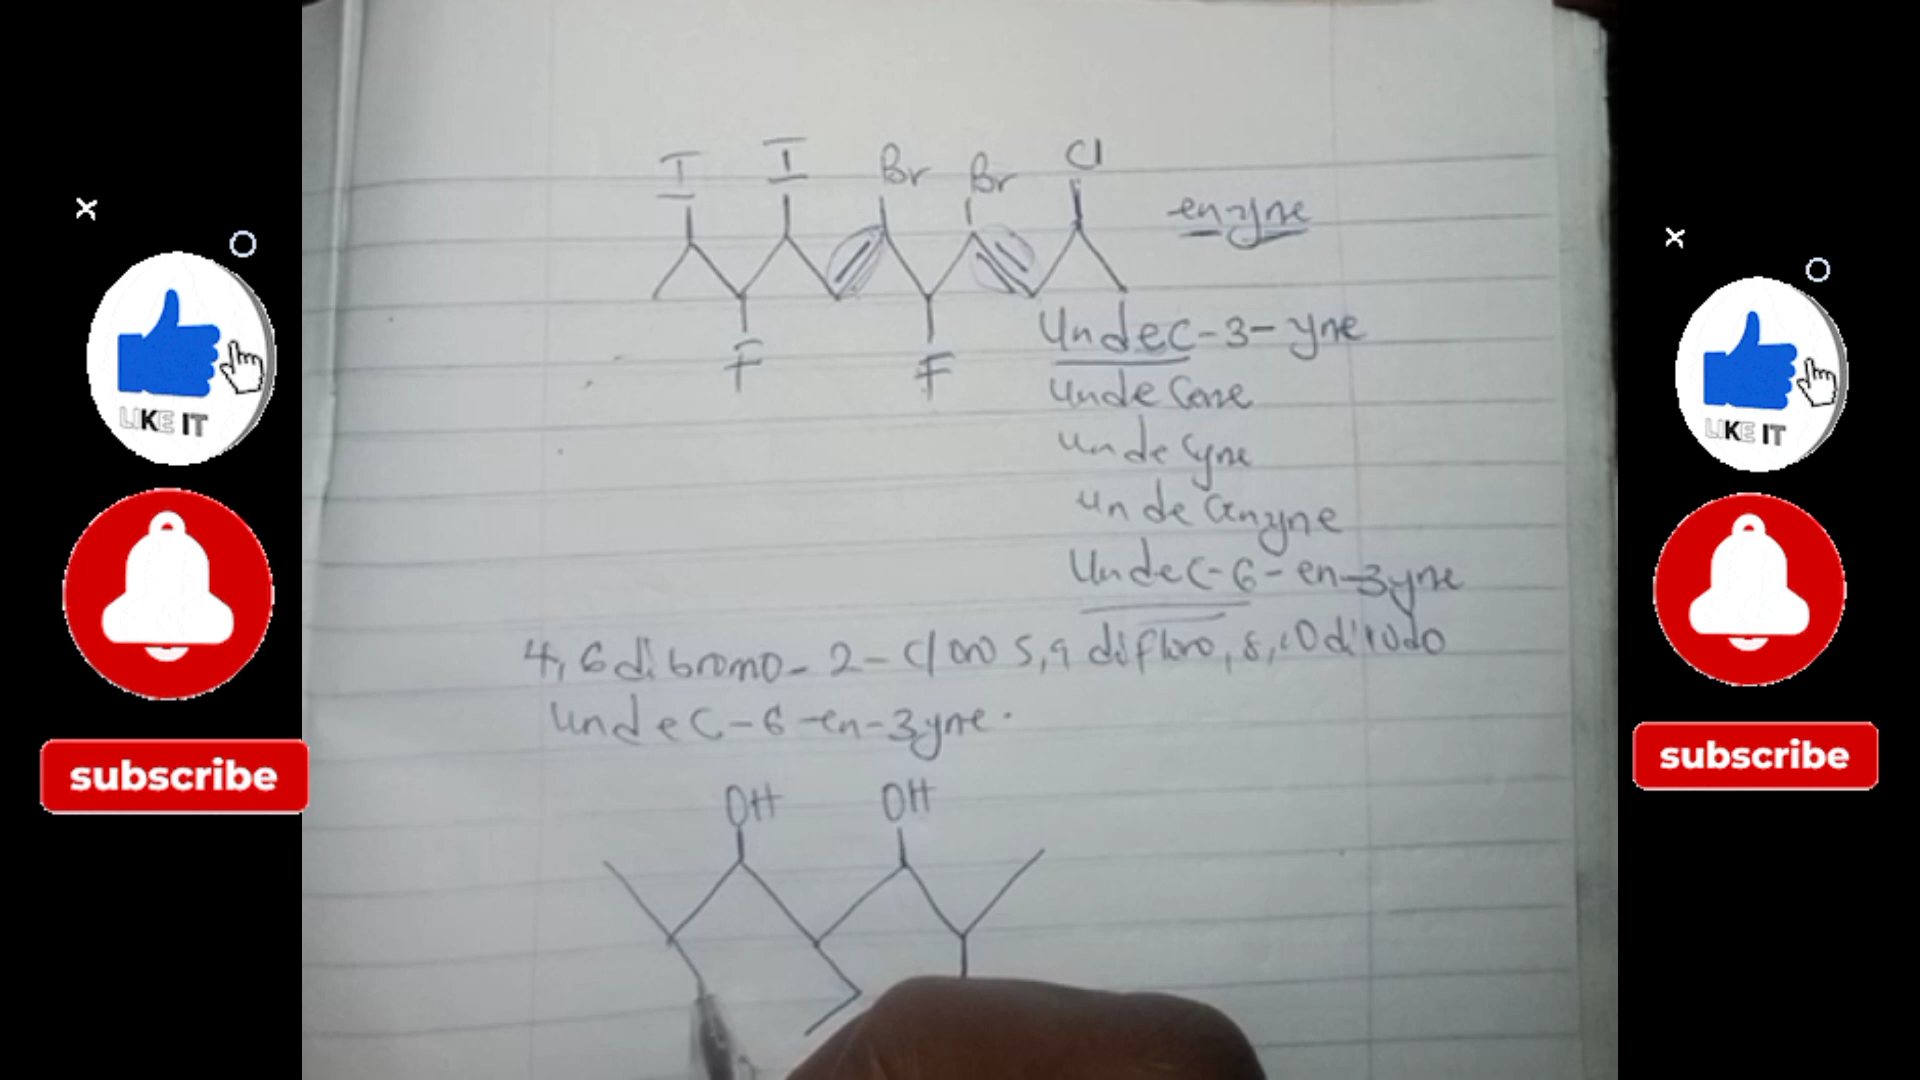 I I Br Br Cl
enyne
F F
Undec-3-yne
undecene
undecyne
undecenyne
Undec-6-en-3yne
4,6 dibromo-2-cloro 5,9 difloro, 8,10 diiodo
Undec-6-en-3yne.
OH OH
LIKE IT
subscribe
LIKE IT
subscribe